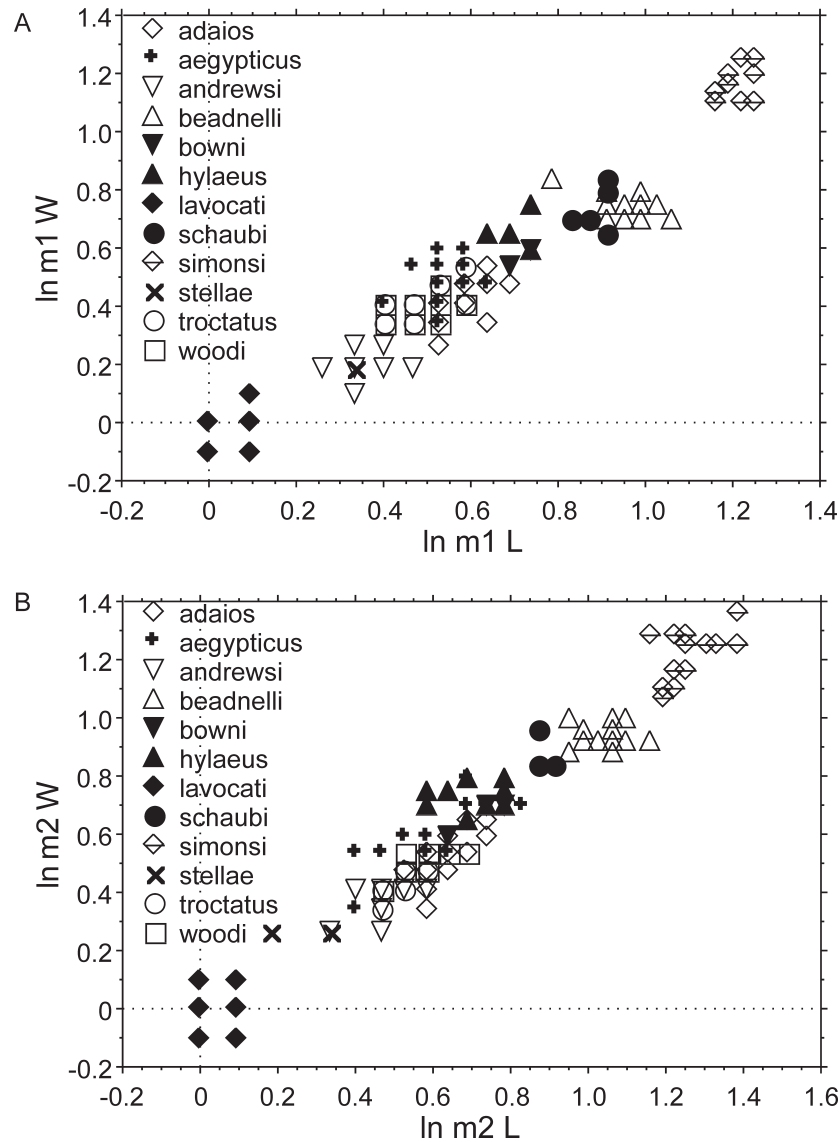 A
1.4
1.2
1.0
0.8
0.6
0.4
0.2
0
-0.2
ln m1 W
adaios
aegypticus
andrewsi
beadnelli
bowni
hylaeus
lavocati
schaubi
simonsi
stellae
troctatus
woodi
0 0.2 0.4 0.6 0.8 1.0 1.2 1.4
ln m1 L
B
1.4
1.2
1.0
0.8
0.6
0.4
0.2
0
-0.2
ln m2 W
adaios
aegypticus
andrewsi
beadnelli
bowni
hylaeus
lavocati
schaubi
simonsi
stellae
troctatus
woodi
-0.2 0 0.2 0.4 0.6 0.8 1.0 1.2 1.4 1.6
ln m2 L